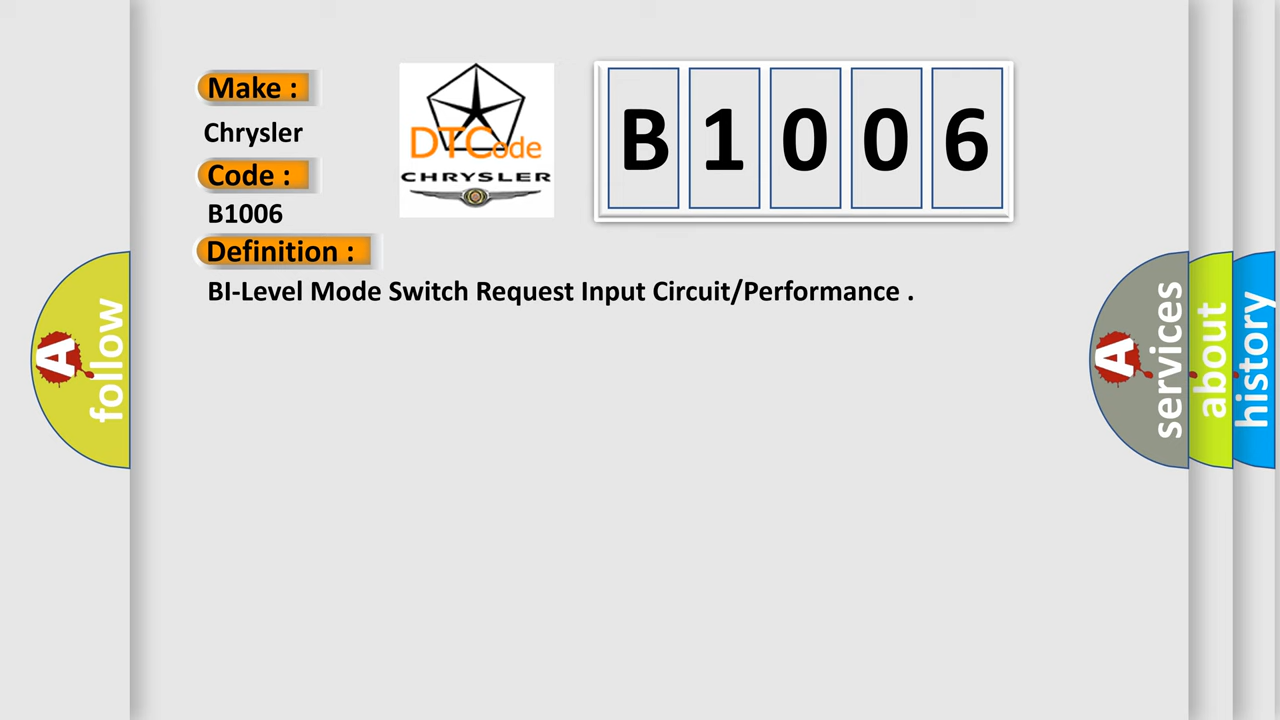 Make :
Chrysler
Code :
B1006
Definition :
BI-Level Mode Switch Request Input Circuit/Performance .
DTCode
CHRYSLER
B 1 0 0 6
A
follow
A
services
about
history